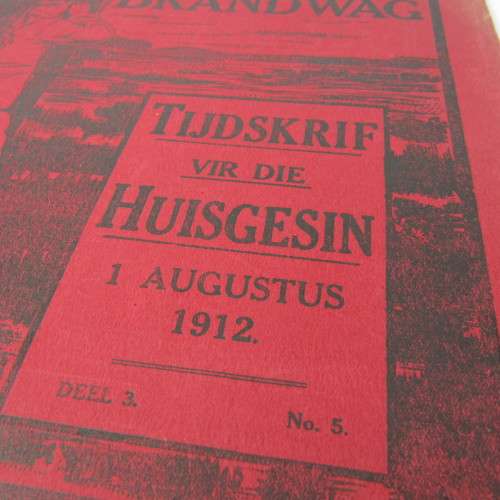 BRANDWAG
TIJDSKRIF
VIR DIE
HUISGESIN
1 AUGUSTUS
1912.
DEEL 3. No. 5.